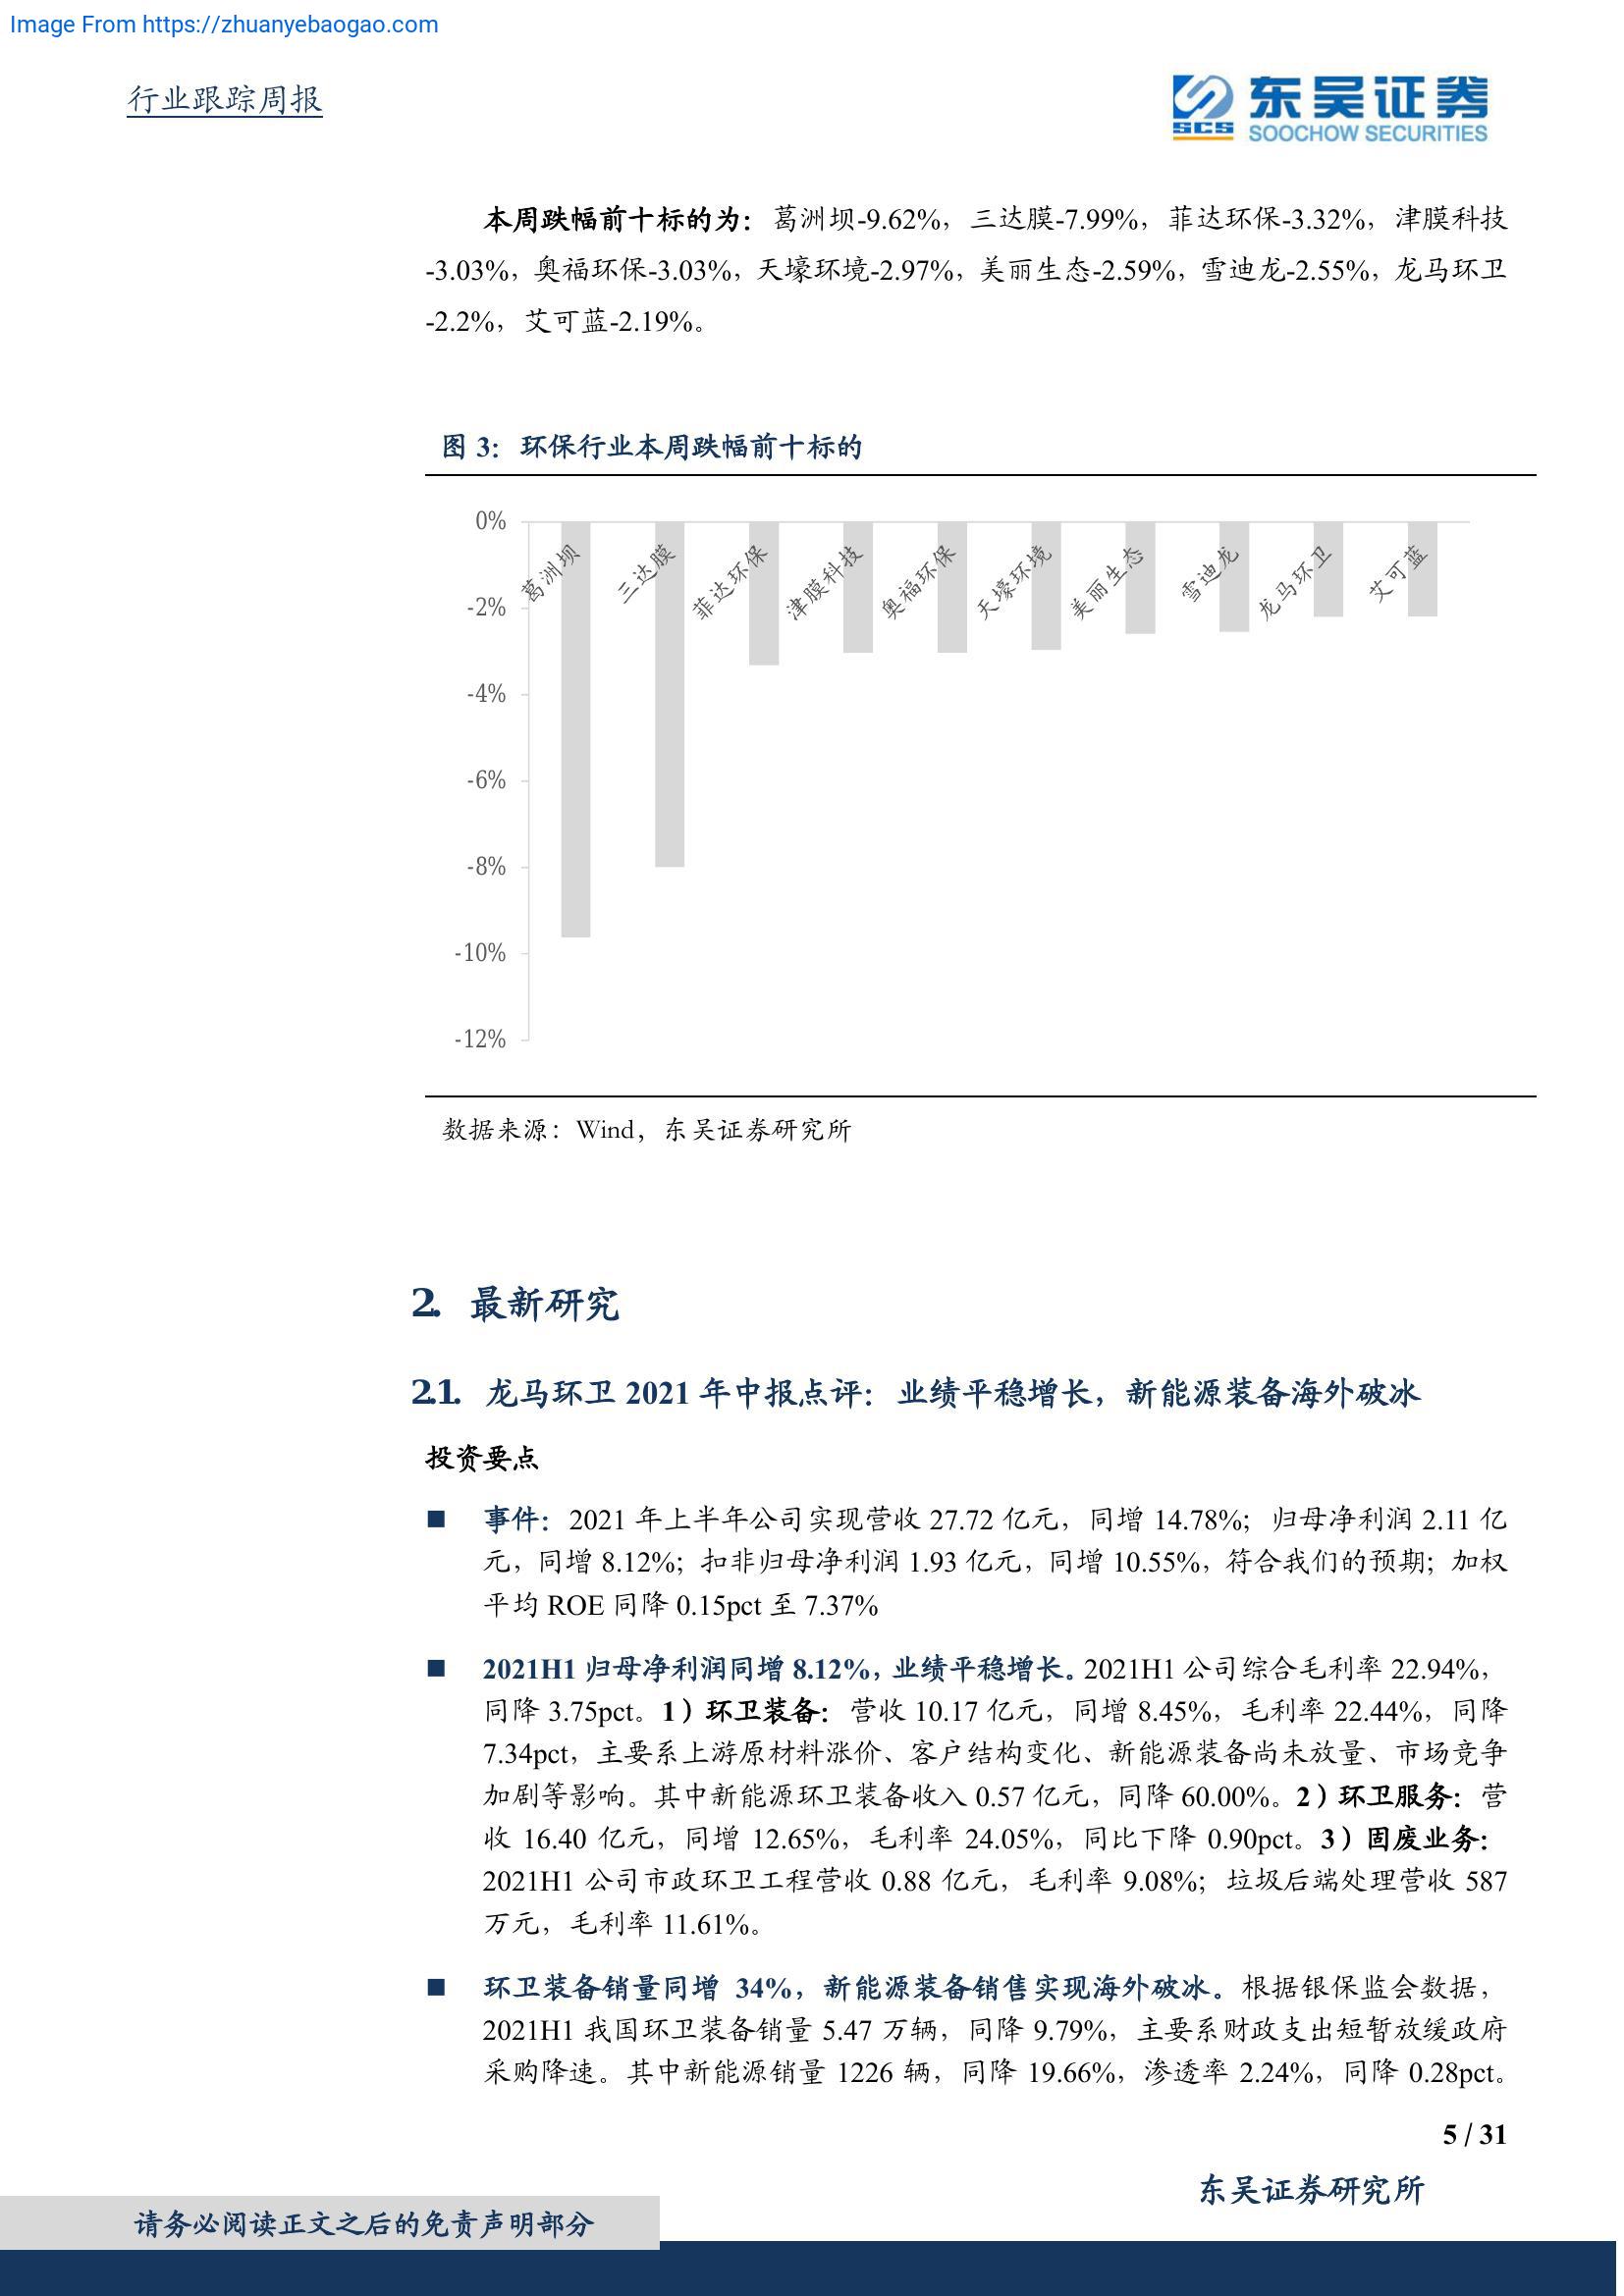 Image From https://zhuanyebaogao.com
行业跟踪周报
东吴证券
SCS
SOOCHOW SECURITIES
本周跌幅前十标的为：葛洲坝-9.62%，三达膜-7.99%，菲达环保-3.32%，津膜科技
-3.03%，奥福环保-3.03%，天壕环境-2.97%，美丽生态-2.59%，雪迪龙-2.55%，龙马环卫
-2.2%，艾可蓝-2.19%。
图 3：环保行业本周跌幅前十标的
0%
-2%
-4%
-6%
-8%
-10%
-12%
葛洲坝
三达膜
菲达环保
津膜科技
奥福环保
天壕环境
美丽生态
雪迪龙
龙马环卫
艾可蓝
数据来源：Wind，东吴证券研究所
2. 最新研究
2.1. 龙马环卫 2021 年中报点评：业绩平稳增长，新能源装备海外破冰
投资要点
■ 事件：2021 年上半年公司实现营收 27.72 亿元，同增 14.78%；归母净利润 2.11 亿
元，同增 8.12%；扣非归母净利润 1.93 亿元，同增 10.55%，符合我们的预期；加权
平均 ROE 同降 0.15pct 至 7.37%
■ 2021H1 归母净利润同增 8.12%，业绩平稳增长。2021H1 公司综合毛利率 22.94%，
同降 3.75pct。1）环卫装备：营收 10.17 亿元，同增 8.45%，毛利率 22.44%，同降
7.34pct，主要系上游原材料涨价、客户结构变化、新能源装备尚未放量、市场竞争
加剧等影响。其中新能源环卫装备收入 0.57 亿元，同降 60.00%。2）环卫服务：营
收 16.40 亿元，同增 12.65%，毛利率 24.05%，同比下降 0.90pct。3）固废业务：
2021H1 公司市政环卫工程营收 0.88 亿元，毛利率 9.08%；垃圾后端处理营收 587
万元，毛利率 11.61%。
■ 环卫装备销量同增 34%，新能源装备销售实现海外破冰。根据银保监会数据，
2021H1 我国环卫装备销量 5.47 万辆，同降 9.79%，主要系财政支出短暂放缓政府
采购降速。其中新能源销量 1226 辆，同降 19.66%，渗透率 2.24%，同降 0.28pct。
5 / 31
东吴证券研究所
请务必阅读正文之后的免责声明部分